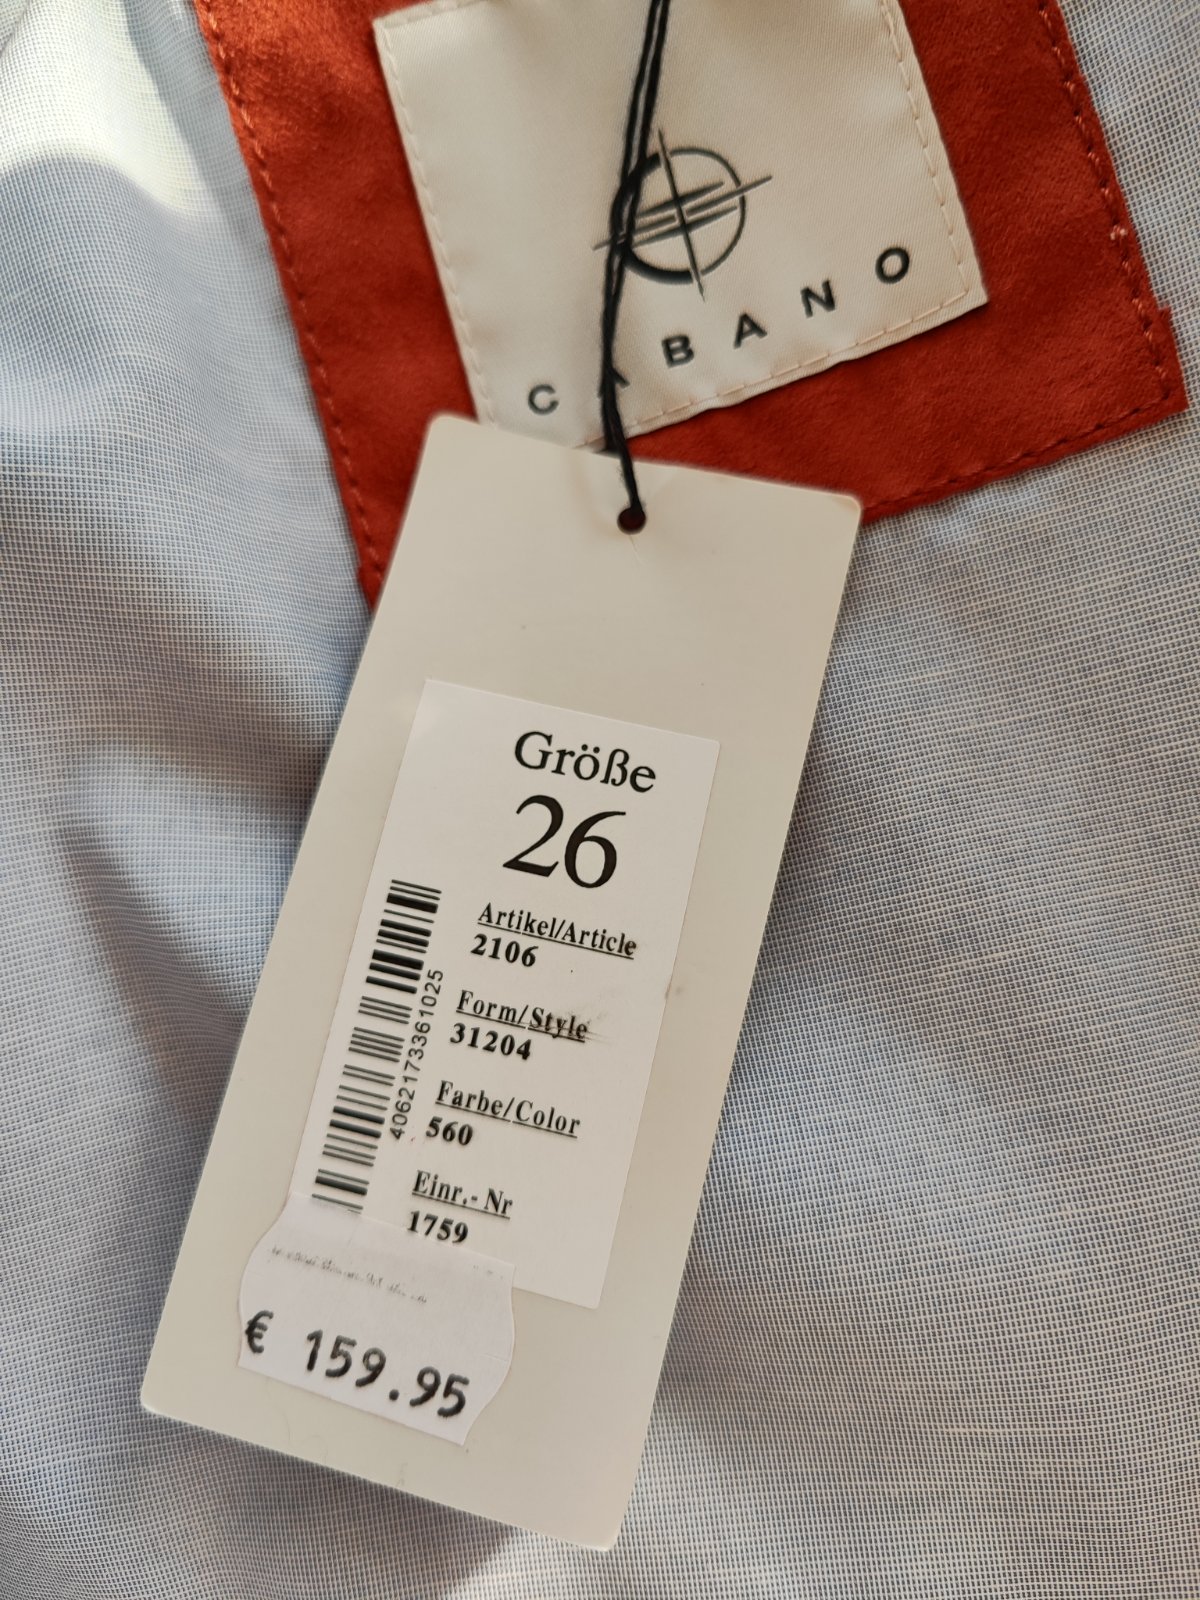 CABANO
Größe
26
Artikel/Article
2106
Form/Style
31204
Farbe/Color
560
Einr.- Nr
1759
4062173361025
€ 159.95